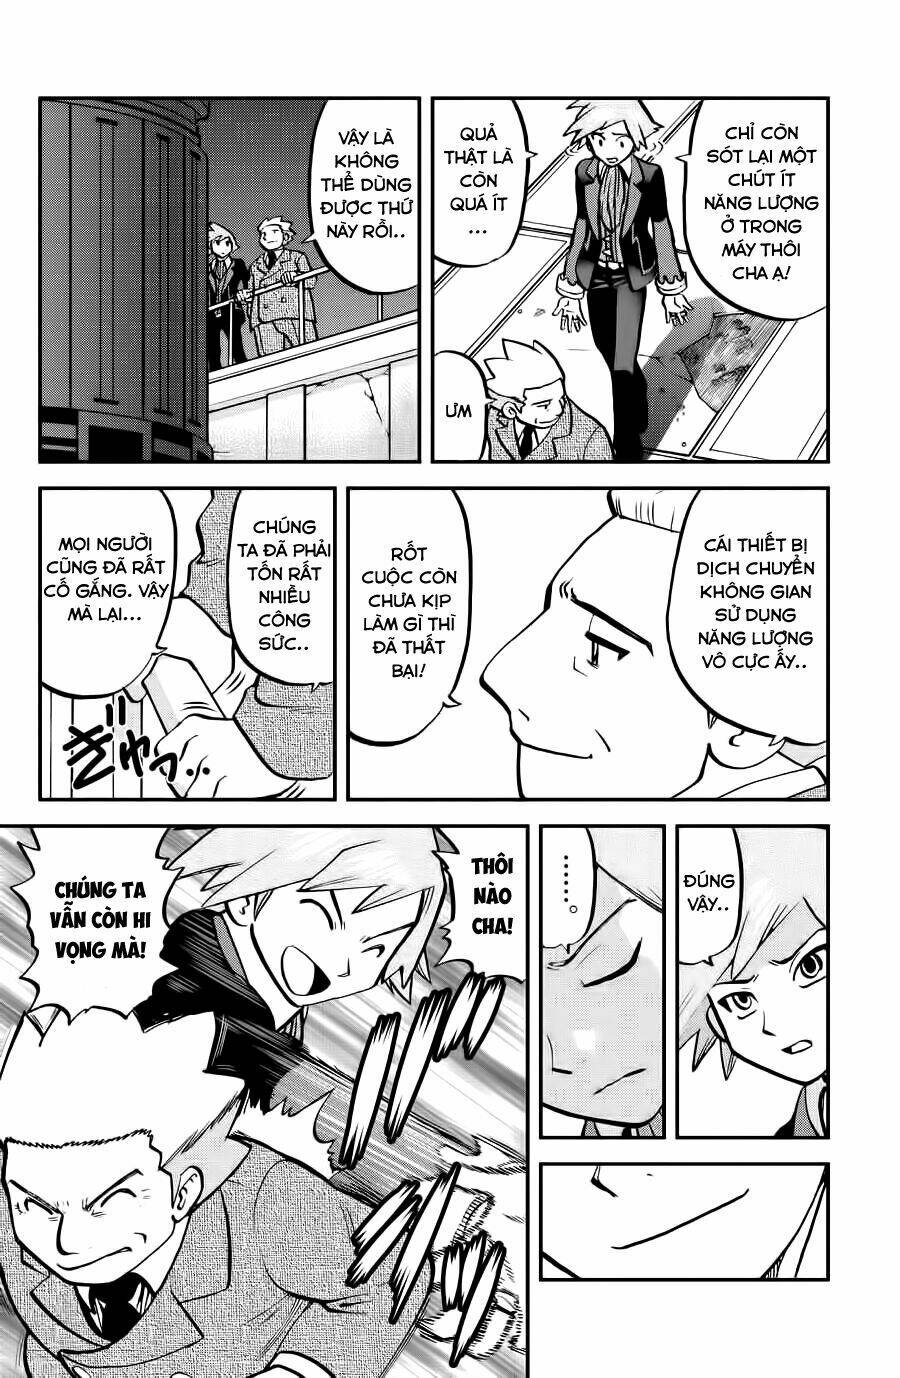 CHỈ CÒN
SÓT LẠI MỘT
CHÚT ÍT
NĂNG LƯỢNG
Ở TRONG
MÁY THÔI
CHA Ạ!
QUẢ
THẬT LÀ
CÒN
QUÁ ÍT
...
ƯM
VẬY LÀ
KHÔNG
THỂ DÙNG
ĐƯỢC THỨ
NÀY RỒI..
CÁI THIẾT BỊ
DỊCH CHUYỂN
KHÔNG GIAN
SỬ DỤNG
NĂNG LƯỢNG
VÔ CỰC ẤY..
RỐT
CUỘC CÒN
CHƯA KỊP
LÀM GÌ THÌ
ĐÃ THẤT
BẠI!
CHÚNG
TA ĐÃ PHẢI
TỐN RẤT
NHIỀU
CÔNG
SỨC..
MỌI NGƯỜI
CŨNG ĐÃ RẤT
CỐ GẮNG. VẬY
MÀ LẠI...
ギュッ..
ĐÚNG
VẬY..
......
THÔI
NÀO
CHA!
CHÚNG TA
VẪN CÒN HI
VỌNG MÀ!